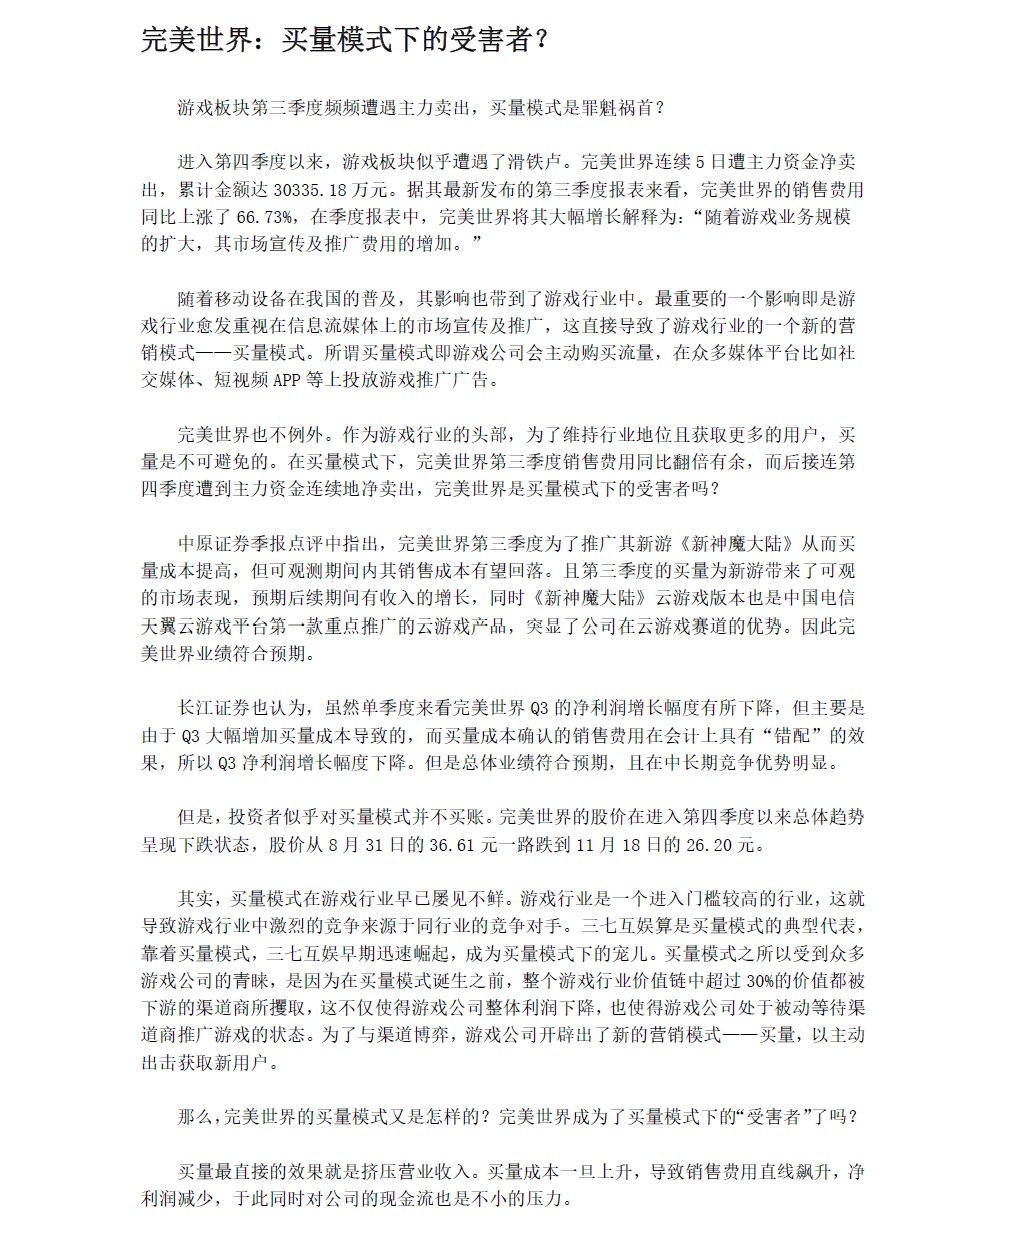 完美世界：买量模式下的受害者？
游戏板块第三季度频频遭遇主力卖出，买量模式是罪魁祸首？
进入第四季度以来，游戏板块似乎遭遇了滑铁卢。完美世界连续 5 日遭主力资金净卖
出，累计金额达 30335.18 万元。据其最新发布的第三季度报表来看，完美世界的销售费用
同比上涨了 66.73%，在季度报表中，完美世界将其大幅增长解释为：“随着游戏业务规模
的扩大，其市场宣传及推广费用的增加。”
随着移动设备在我国的普及，其影响也带到了游戏行业中。最重要的一个影响即是游
戏行业愈发重视在信息流媒体上的市场宣传及推广，这直接导致了游戏行业的一个新的营
销模式——买量模式。所谓买量模式即游戏公司会主动购买流量，在众多媒体平台比如社
交媒体、短视频 APP 等上投放游戏推广广告。
完美世界也不例外。作为游戏行业的头部，为了维持行业地位且获取更多的用户，买
量是不可避免的。在买量模式下，完美世界第三季度销售费用同比翻倍有余，而后接连第
四季度遭到主力资金连续地净卖出，完美世界是买量模式下的受害者吗？
中原证券季报点评中指出，完美世界第三季度为了推广其新游《新神魔大陆》从而买
量成本提高，但可观测期间内其销售成本有望回落。且第三季度的买量为新游带来了可观
的市场表现，预期后续期间有收入的增长，同时《新神魔大陆》云游戏版本也是中国电信
天翼云游戏平台第一款重点推广的云游戏产品，突显了公司在云游戏赛道的优势。因此完
美世界业绩符合预期。
长江证券也认为，虽然单季度来看完美世界 Q3 的净利润增长幅度有所下降，但主要是
由于 Q3 大幅增加买量成本导致的，而买量成本确认的销售费用在会计上具有“错配”的效
果，所以 Q3 净利润增长幅度下降。但是总体业绩符合预期，且在中长期竞争优势明显。
但是，投资者似乎对买量模式并不买账。完美世界的股价在进入第四季度以来总体趋势
呈现下跌状态，股价从 8 月 31 日的 36.61 元一路跌到 11 月 18 日的 26.20 元。
其实，买量模式在游戏行业早已屡见不鲜。游戏行业是一个进入门槛较高的行业，这就
导致游戏行业中激烈的竞争来源于同行业的竞争对手。三七互娱算是买量模式的典型代表，
靠着买量模式，三七互娱早期迅速崛起，成为买量模式下的宠儿。买量模式之所以受到众多
游戏公司的青睐，是因为在买量模式诞生之前，整个游戏行业价值链中超过 30%的价值都被
下游的渠道商所攫取，这不仅使得游戏公司整体利润下降，也使得游戏公司处于被动等待渠
道商推广游戏的状态。为了与渠道博弈，游戏公司开辟出了新的营销模式——买量，以主动
出击获取新用户。
那么，完美世界的买量模式又是怎样的？完美世界成为了买量模式下的“受害者”了吗？
买量最直接的效果就是挤压营业收入。买量成本一旦上升，导致销售费用直线飙升，净
利润减少，于此同时对公司的现金流也是不小的压力。